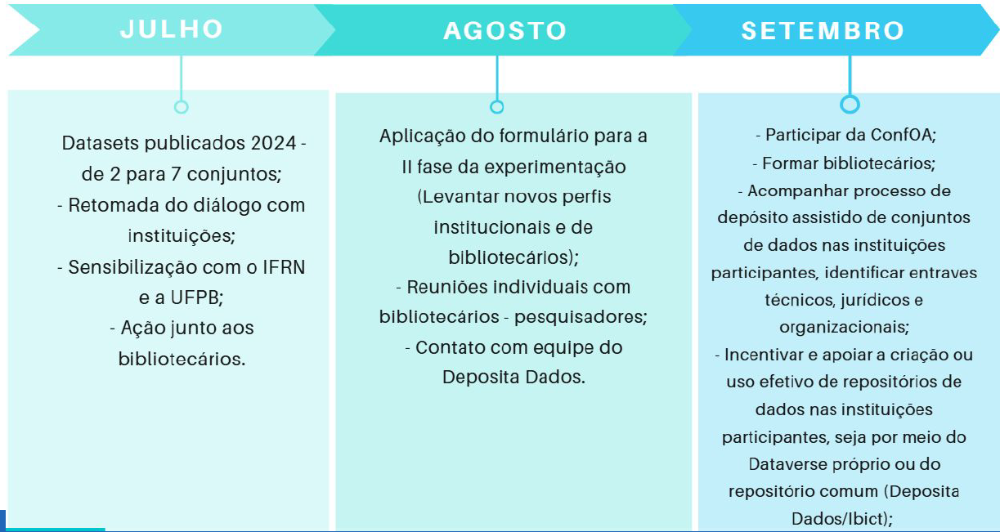 JULHO
AGOSTO
SETEMBRO
Datasets publicados 2024 -
de 2 para 7 conjuntos;
- Retomada do diálogo com
instituições;
- Sensibilização com o IFRN
e a UFPB;
- Ação junto aos
bibliotecários.
Aplicação do formulário para a
II fase da experimentação
(Levantar novos perfis
institucionais e de
bibliotecários);
- Reuniões individuais com
bibliotecários - pesquisadores;
- Contato com equipe do
Deposita Dados.
- Participar da ConfOA;
- Formar bibliotecários;
- Acompanhar processo de
depósito assistido de conjuntos
de dados nas instituições
participantes, identificar entraves
técnicos, jurídicos e
organizacionais;
- Incentivar e apoiar a criação ou
uso efetivo de repositórios de
dados nas instituições
participantes, seja por meio do
Dataverse próprio ou do
repositório comum (Deposita
Dados/Ibict);